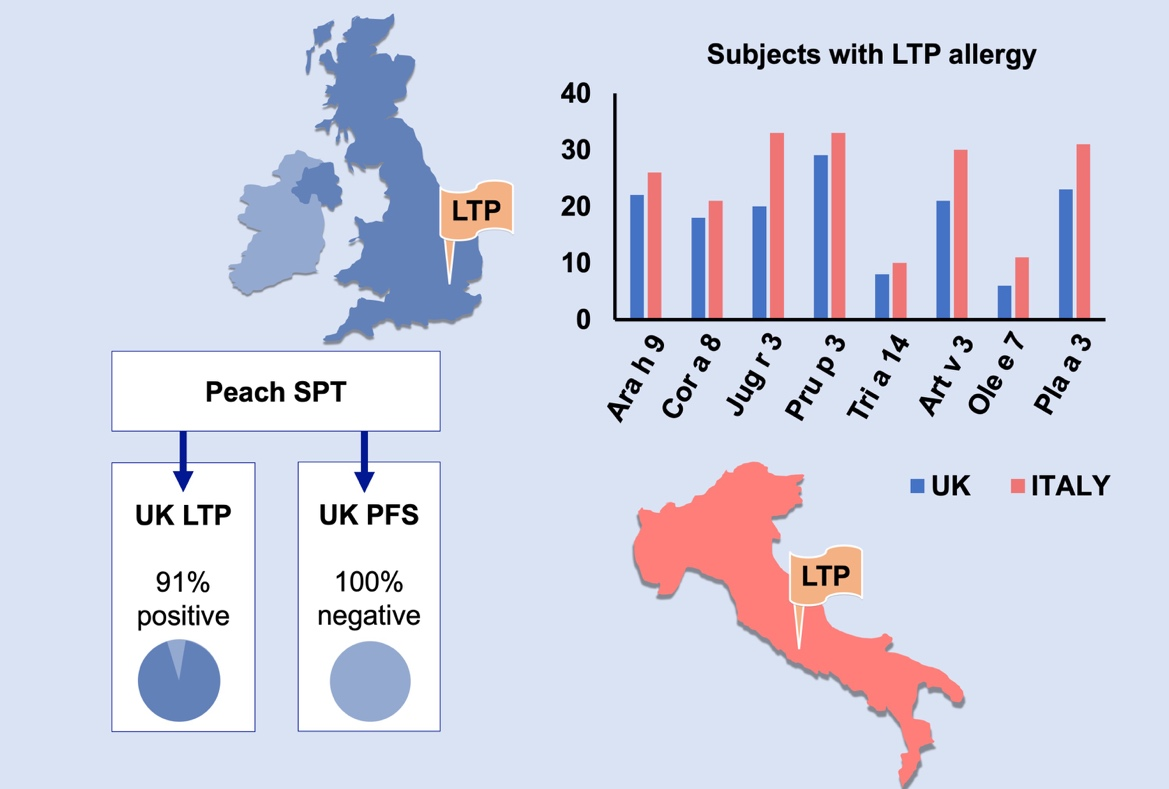 Subjects with LTP allergy
40
30
20
10
0
Ara h 9
Cor a 8
Jug r 3
Pru p 3
Tri a 14
Art v 3
Ole e 7
Pla a 3
UK
ITALY
LTP
Peach SPT
UK LTP
91%
positive
UK PFS
100%
negative
LTP